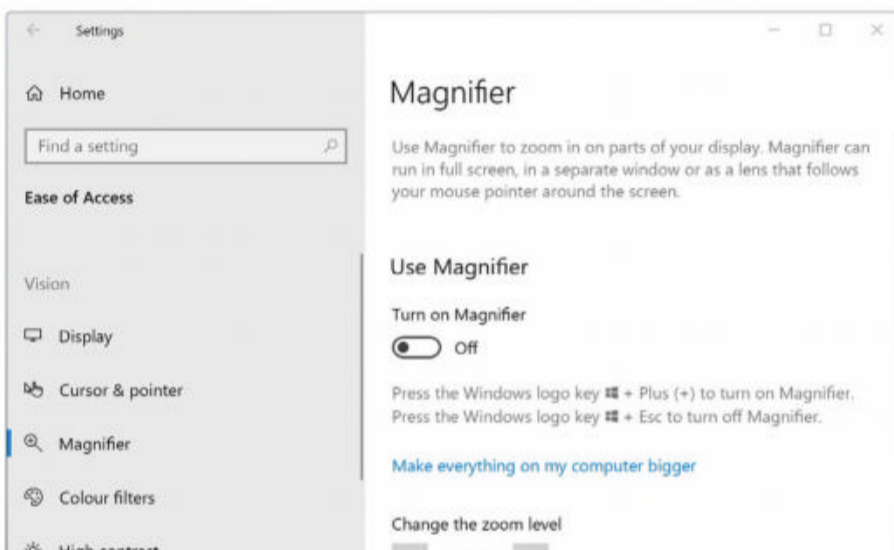 Settings
Home
Find a setting
Ease of Access
Vision
Display
Cursor & pointer
Magnifier
Colour filters
High contrast
Magnifier
Use Magnifier to zoom in on parts of your display. Magnifier can
run in full screen, in a separate window or as a lens that follows
your mouse pointer around the screen.
Use Magnifier
Turn on Magnifier
Off
Press the Windows logo key + Plus (+) to turn on Magnifier.
Press the Windows logo key + Esc to turn off Magnifier.
Make everything on my computer bigger
Change the zoom level